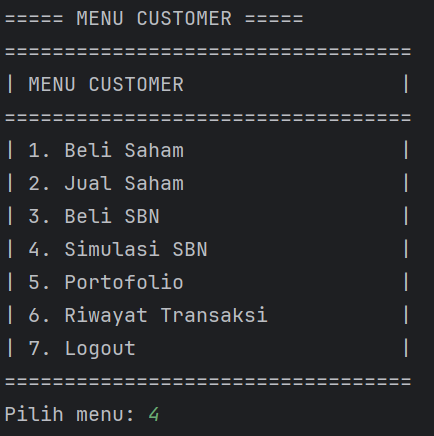 ===== MENU CUSTOMER =====
==================================
| MENU CUSTOMER                  |
==================================
| 1. Beli Saham                  |
| 2. Jual Saham                  |
| 3. Beli SBN                    |
| 4. Simulasi SBN                |
| 5. Portofolio                  |
| 6. Riwayat Transaksi           |
| 7. Logout                      |
==================================
Pilih menu: 4